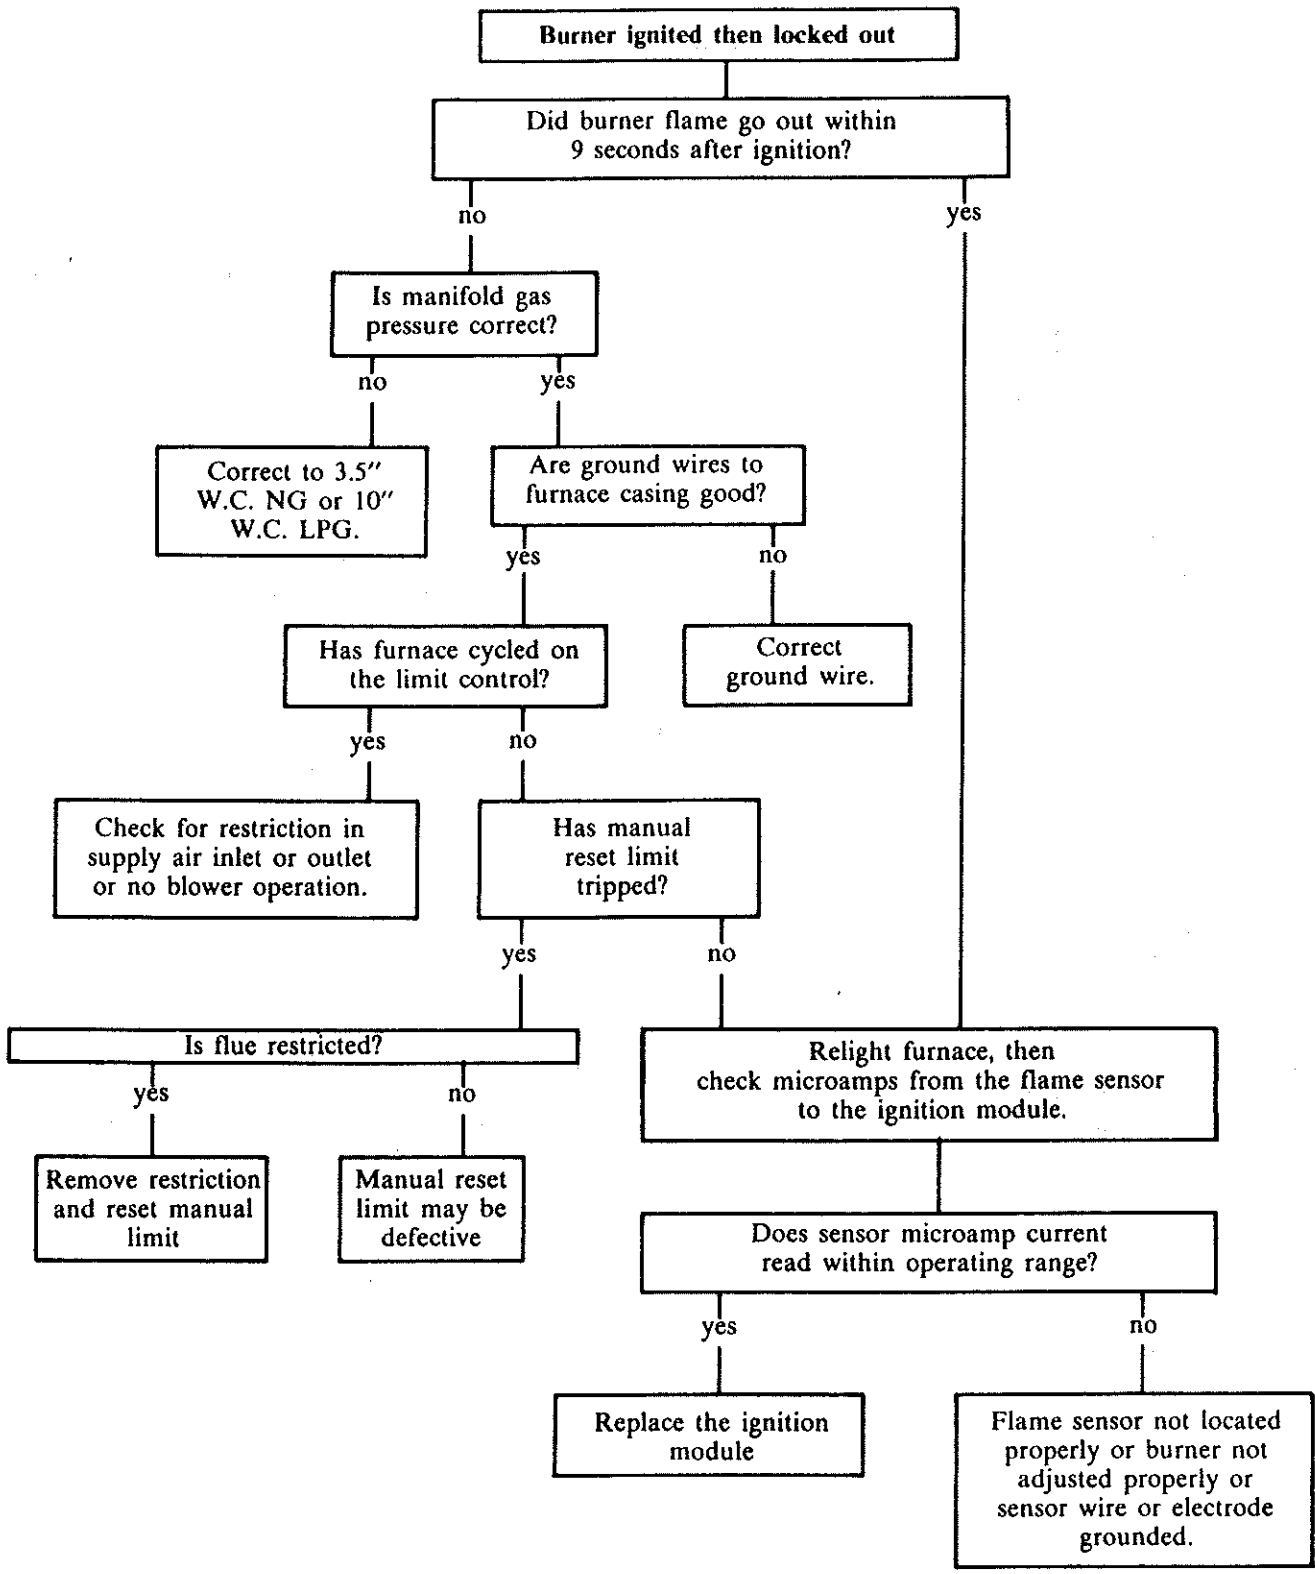 Burner ignited then locked out
Did burner flame go out within
9 seconds after ignition?
no
yes
Is manifold gas
pressure correct?
no
yes
Correct to 3.5″
W.C. NG or 10″
W.C. LPG.
Are ground wires to
furnace casing good?
yes
no
Has furnace cycled on
the limit control?
Correct
ground wire.
yes
no
Check for restriction in
supply air inlet or outlet
or no blower operation.
Has manual
reset limit
tripped?
yes
no
Is flue restricted?
Relight furnace, then
check microamps from the flame sensor
to the ignition module.
yes
no
Remove restriction
and reset manual
limit
Manual reset
limit may be
defective
Does sensor microamp current
read within operating range?
yes
no
Replace the ignition
module
Flame sensor not located
properly or burner not
adjusted properly or
sensor wire or electrode
grounded.